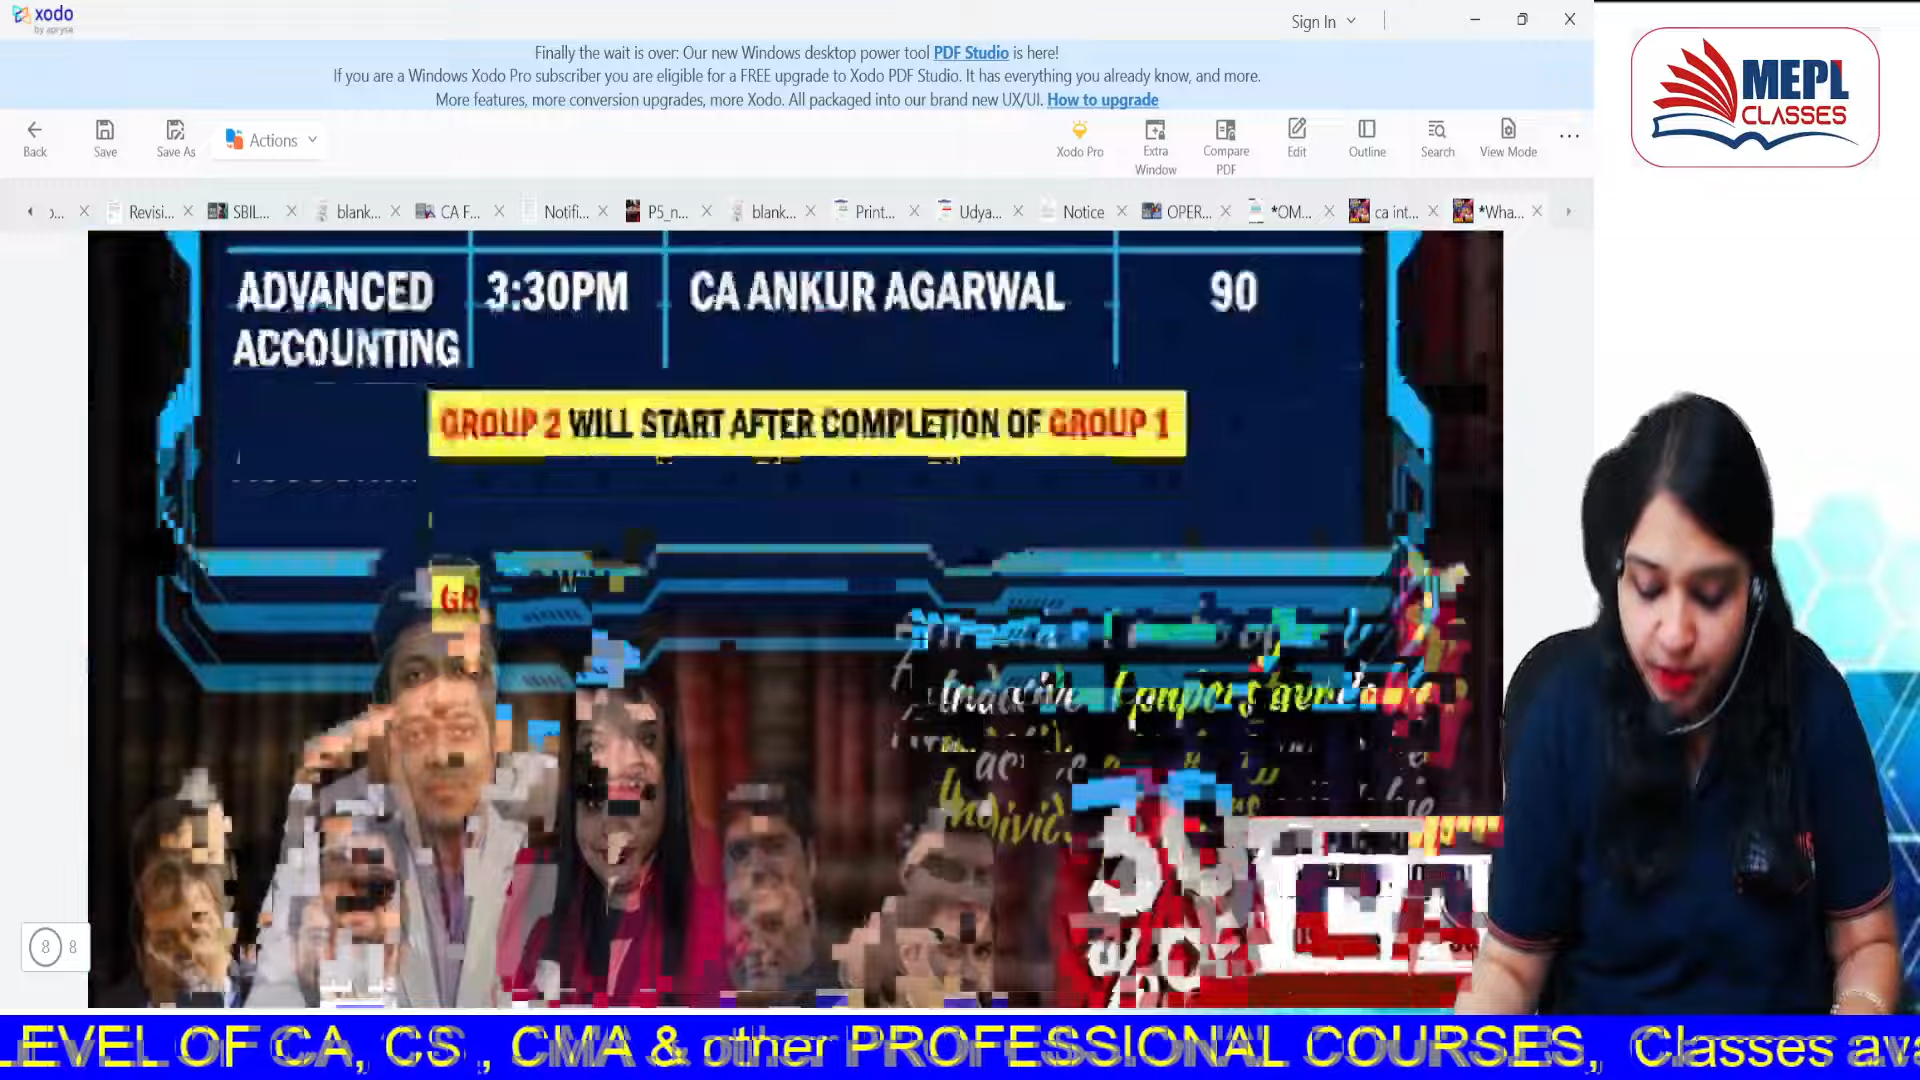 xodo
by apryse
Sign In
Finally the wait is over: Our new Windows desktop power tool PDF Studio is here!
If you are a Windows Xodo Pro subscriber you are eligible for a FREE upgrade to Xodo PDF Studio. It has everything you already know, and more.
More features, more conversion upgrades, more Xodo. All packaged into our brand new UX/UI. How to upgrade
Back
Save
Save As
Actions
Xodo Pro
Extra Window
Compare PDF
Edit
Outline
Search
View Mode
Revisi... SBIL... blank... CA F... Notifi... P5_n... blank... Print... Udya... Notice OPER... *OM... ca int... *Wha...
MEPL
CLASSES
ADVANCED ACCOUNTING 3:30PM CA ANKUR AGARWAL 90
GROUP 2 WILL START AFTER COMPLETION OF GROUP 1
GR
8 8
LEVEL OF CA, CS , CMA & other PROFESSIONAL COURSES, Classes ava